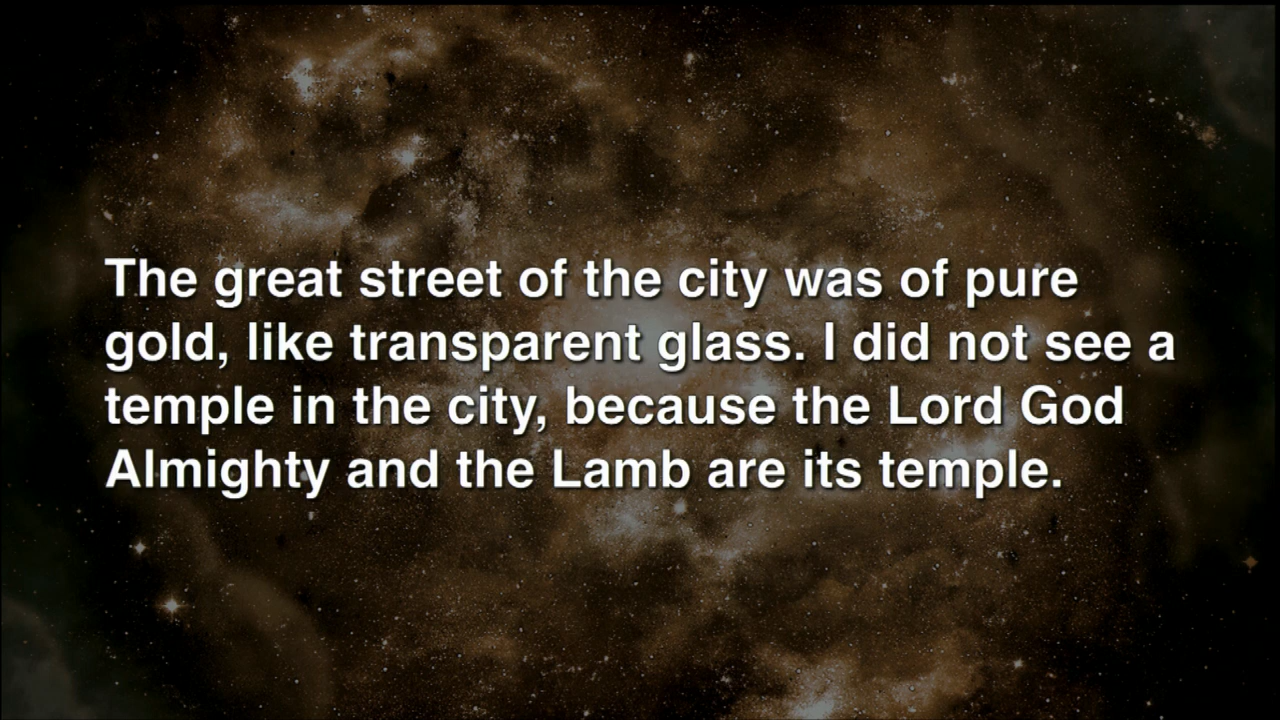 The great street of the city was of pure
gold, like transparent glass. I did not see a
temple in the city, because the Lord God
Almighty and the Lamb are its temple.